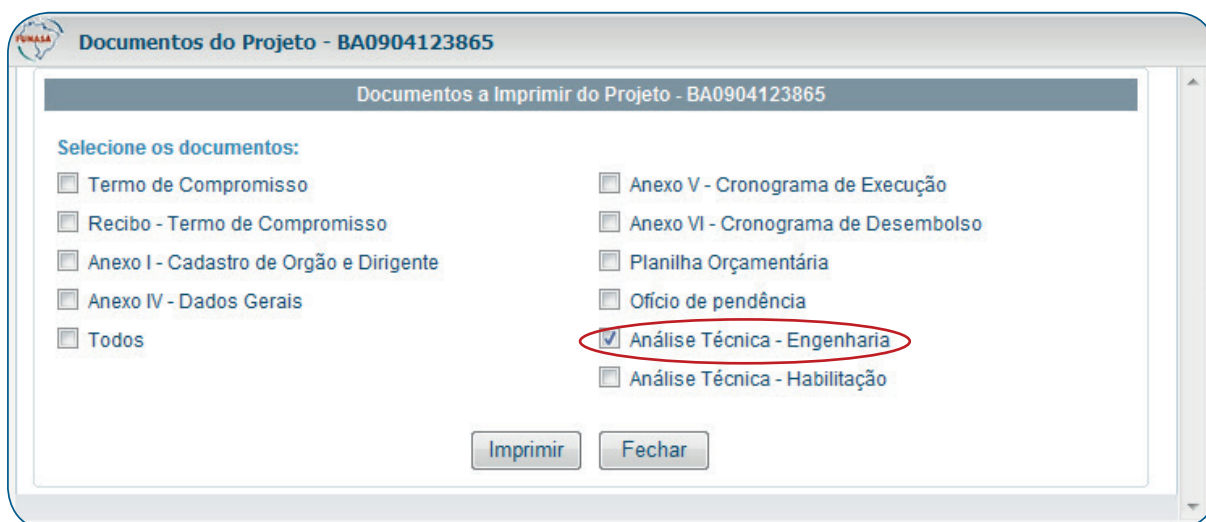 FUNASA
Documentos do Projeto - BA0904123865
Documentos a Imprimir do Projeto - BA0904123865
Selecione os documentos:
Termo de Compromisso
Recibo - Termo de Compromisso
Anexo I - Cadastro de Orgão e Dirigente
Anexo IV - Dados Gerais
Todos
Anexo V - Cronograma de Execução
Anexo VI - Cronograma de Desembolso
Planilha Orçamentária
Ofício de pendência
Análise Técnica - Engenharia
Análise Técnica - Habilitação
Imprimir
Fechar